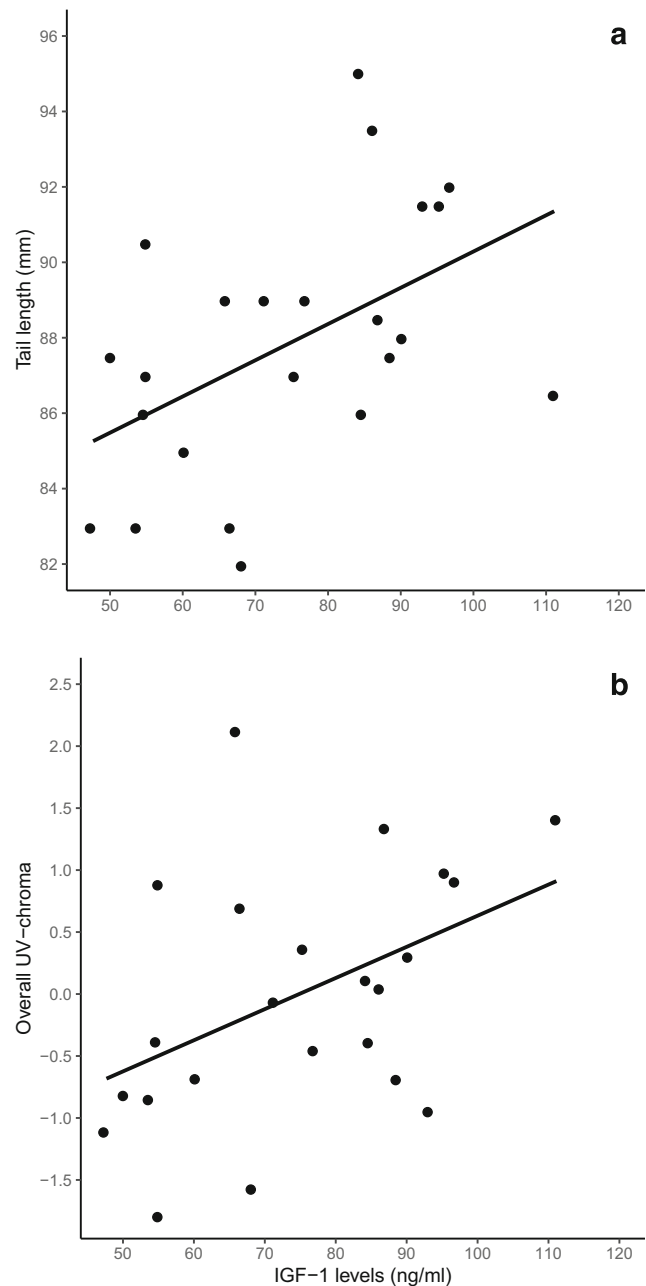 a
96
94
92
90
88
86
84
82
Tail length (mm)
50 60 70 80 90 100 110 120
b
2.5
2.0
1.5
1.0
0.5
0.0
−0.5
−1.0
−1.5
Overall UV−chroma
50 60 70 80 90 100 110 120
IGF−1 levels (ng/ml)